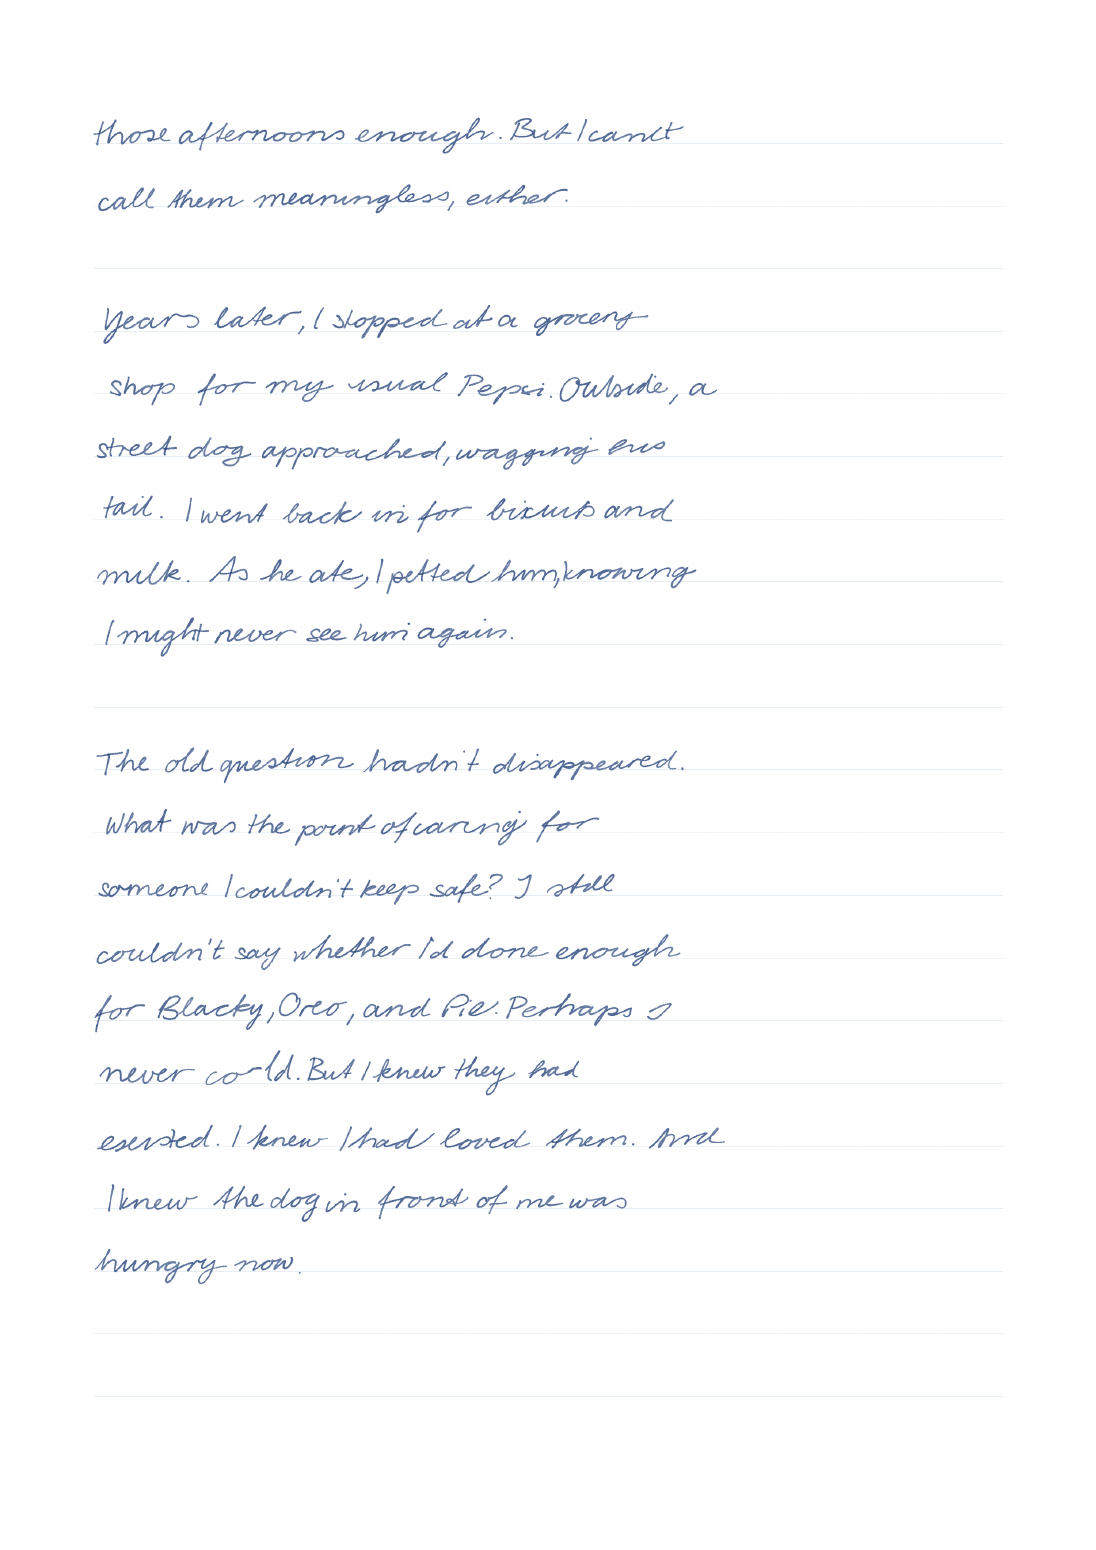 those afternoons enough. But I can't
call them meaningless, either.
Years later, I stopped at a grocery
shop for my usual Pepsi. Outside, a
street dog approached, wagging his
tail. I went back in for biscuits and
milk. As he ate, I petted him, knowing
I might never see him again.
The old question hadn't disappeared.
What was the point of caring for
someone I couldn't keep safe? I still
couldn't say whether I'd done enough
for Blacky, Oreo, and Pie. Perhaps I
never could. But I knew they had
existed. I knew I had loved them. And
I knew the dog in front of me was
hungry now.